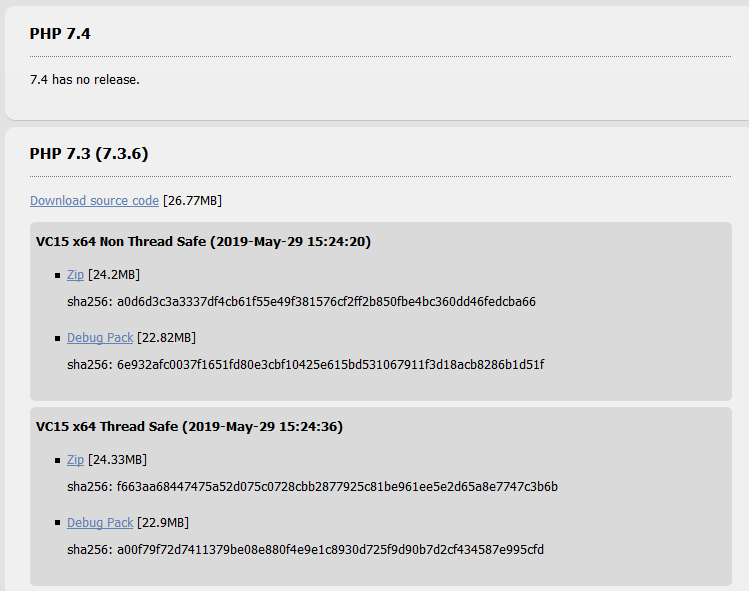 PHP 7.4
7.4 has no release.
PHP 7.3 (7.3.6)
Download source code [26.77MB]
VC15 x64 Non Thread Safe (2019-May-29 15:24:20)
Zip [24.2MB]
sha256: a0d6d3c3a3337df4cb61f55e49f381576cf2ff2b850fbe4bc360dd46fedcba66
Debug Pack [22.82MB]
sha256: 6e932afc0037f1651fd80e3cbf10425e615bd531067911f3d18acb8286b1d51f
VC15 x64 Thread Safe (2019-May-29 15:24:36)
Zip [24.33MB]
sha256: f663aa68447475a52d075c0728cbb2877925c81be961ee5e2d65a8e7747c3b6b
Debug Pack [22.9MB]
sha256: a00f79f72d7411379be08e880f4e9e1c8930d725f9d90b7d2cf434587e995cfd